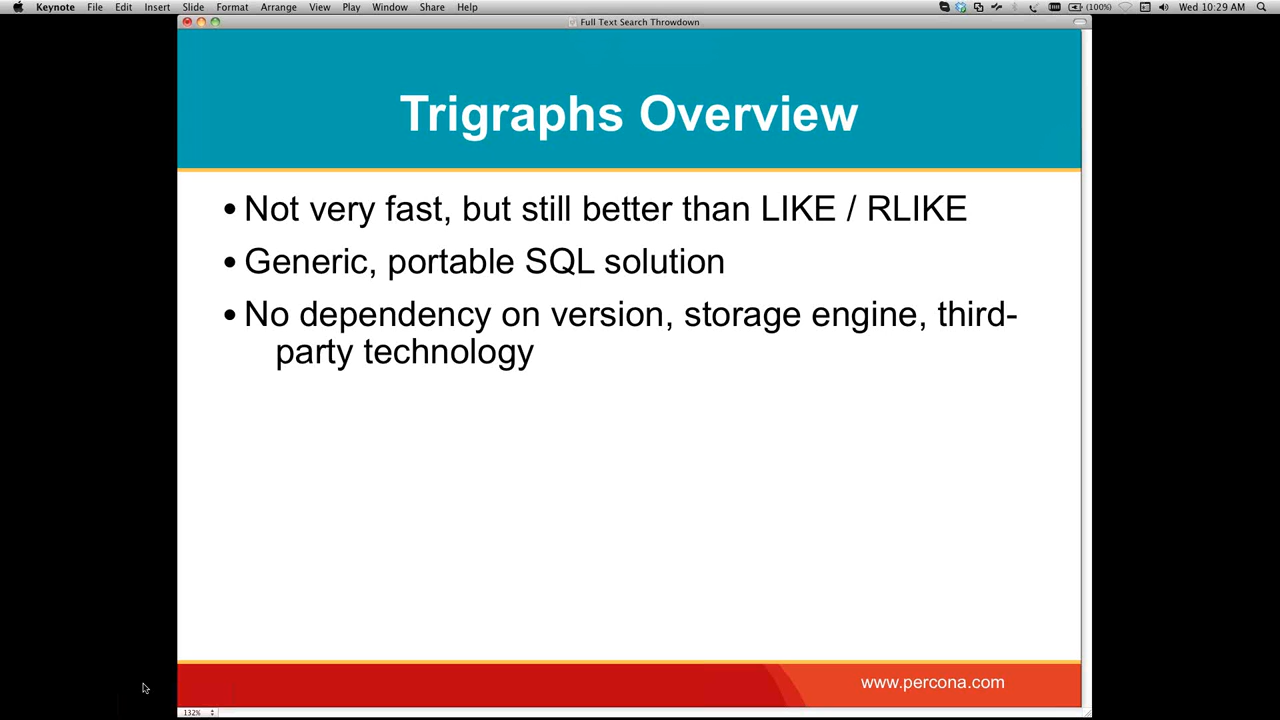 Keynote File Edit Insert Slide Format Arrange View Play Window Share Help (100%) Wed 10:29 AM
Full Text Search Throwdown
Trigraphs Overview
• Not very fast, but still better than LIKE / RLIKE
• Generic, portable SQL solution
• No dependency on version, storage engine, third-
party technology
www.percona.com
132%